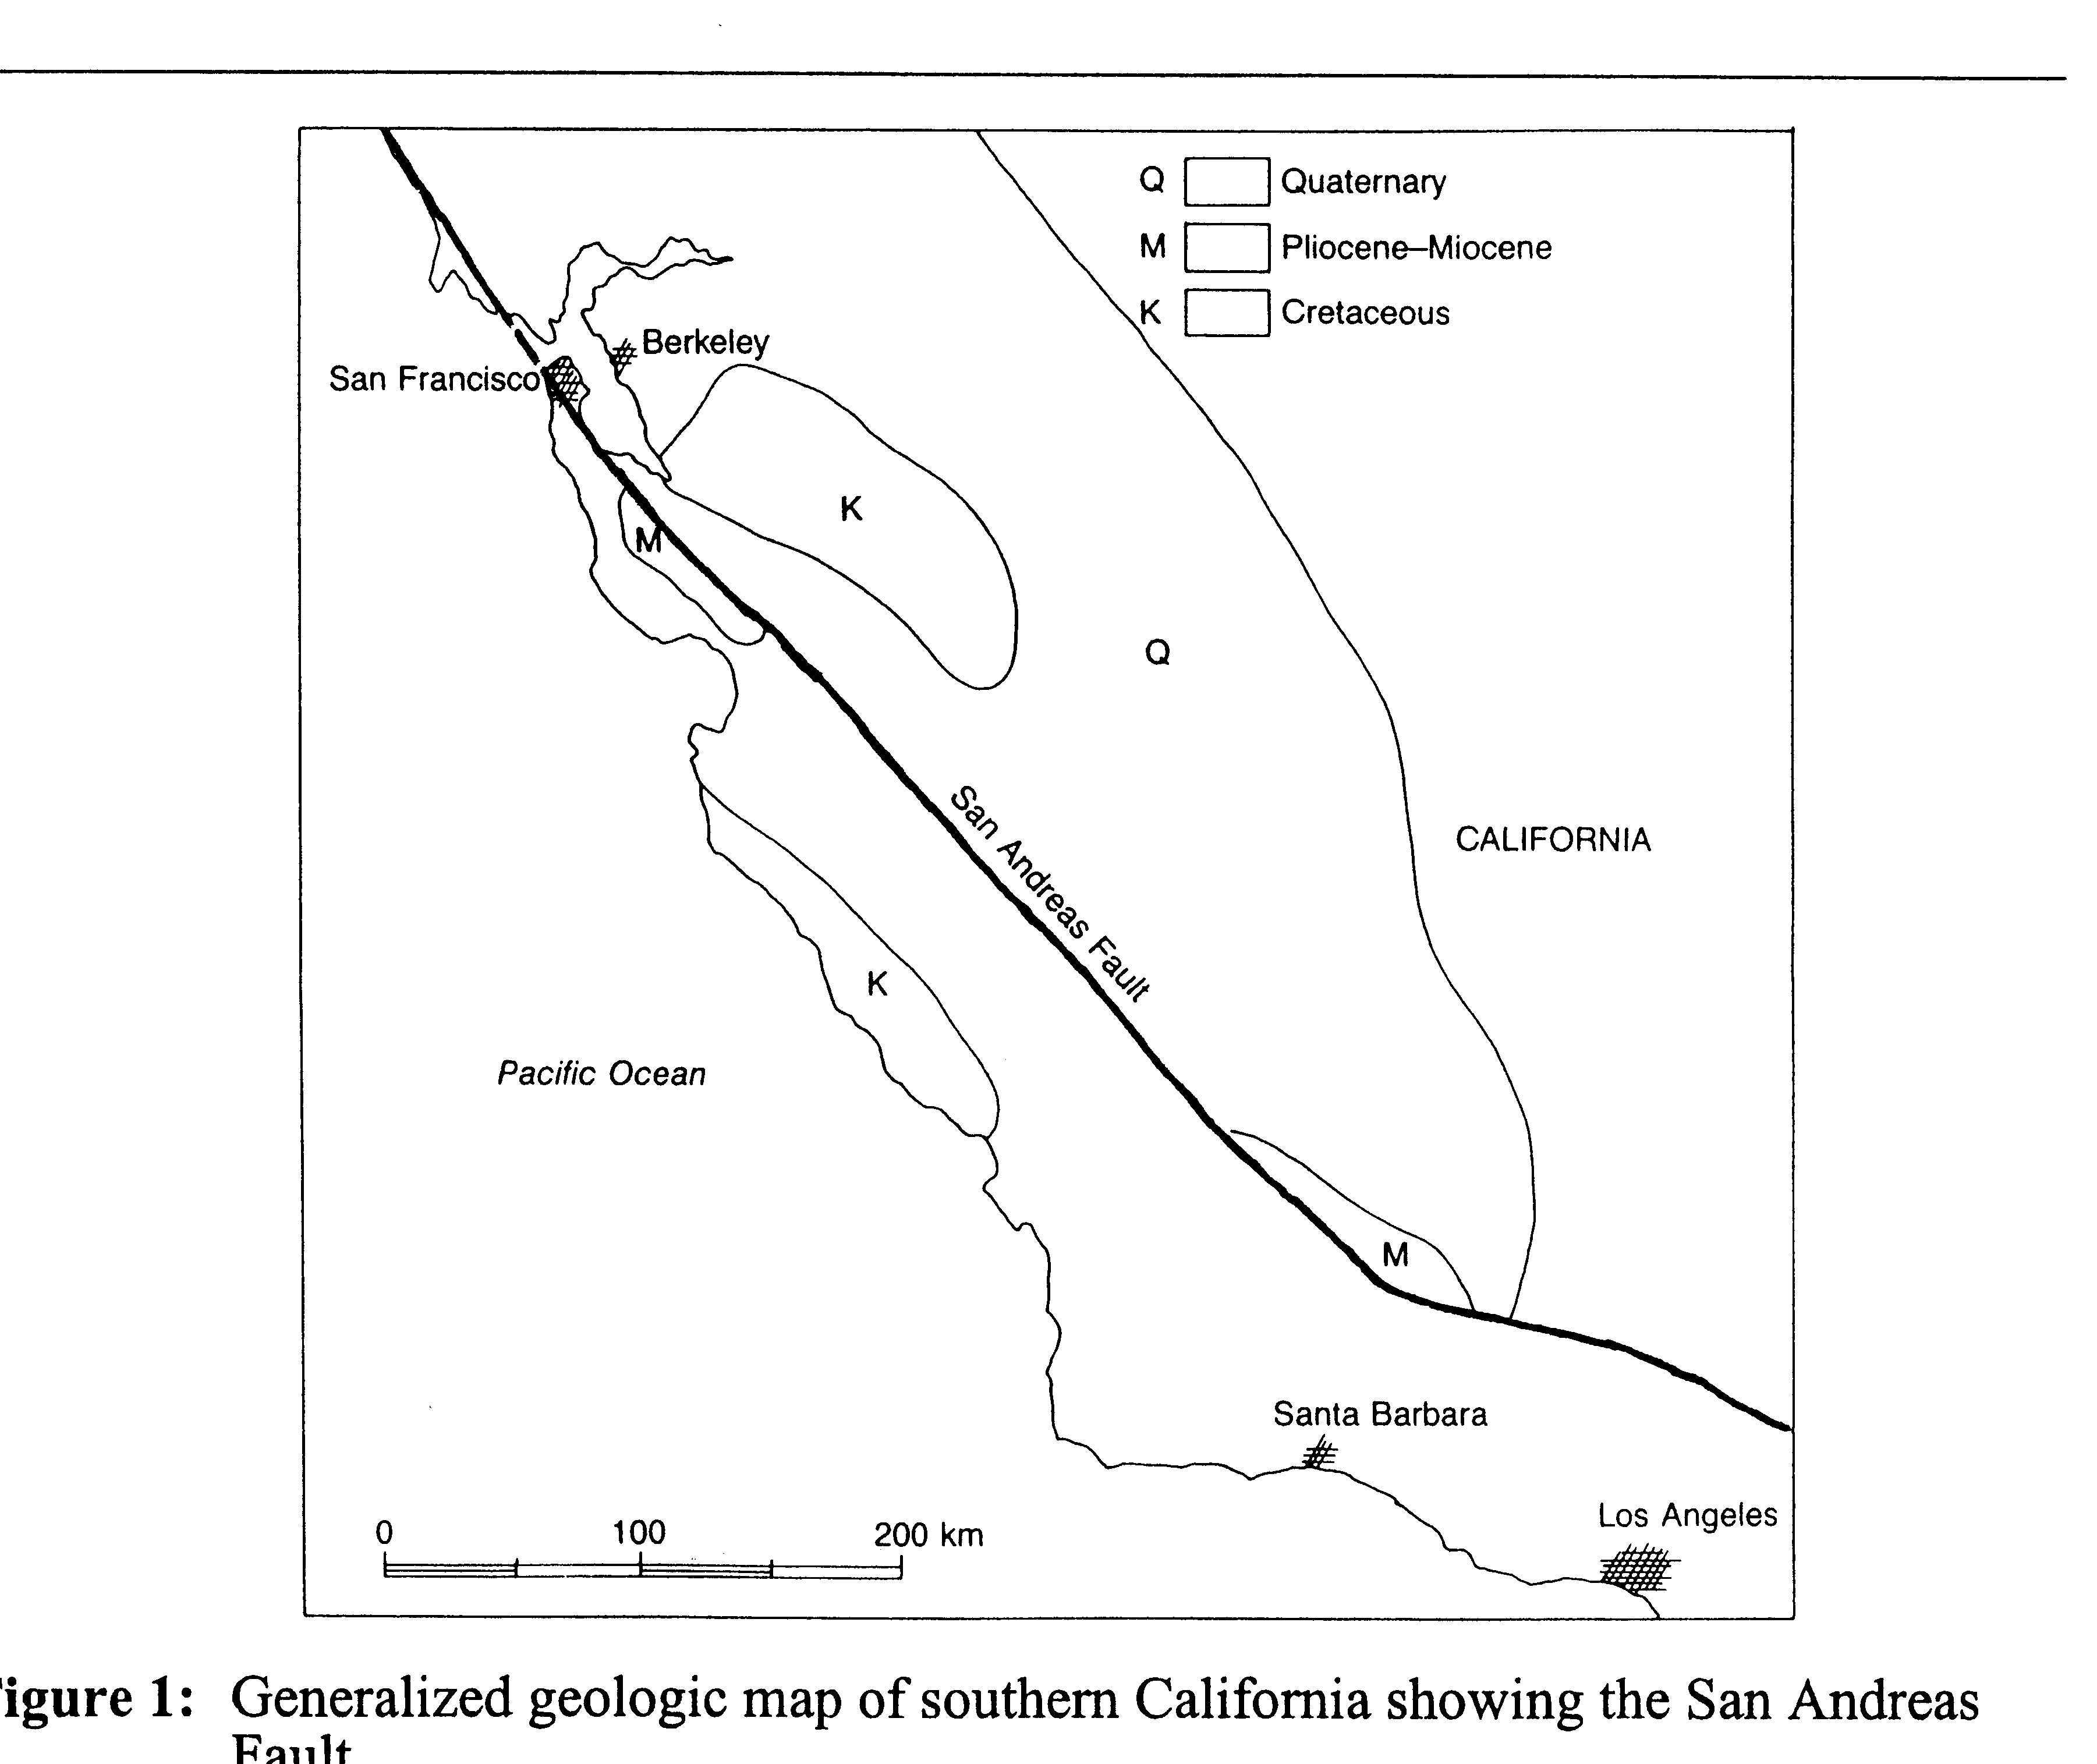 Q Quaternary
M Pliocene–Miocene
K Cretaceous
Berkeley
San Francisco
K
M
Q
San Andreas Fault
CALIFORNIA
K
Pacific Ocean
M
Santa Barbara
Los Angeles
0 100 200 km
igure 1: Generalized geologic map of southern California showing the San Andreas
Fault